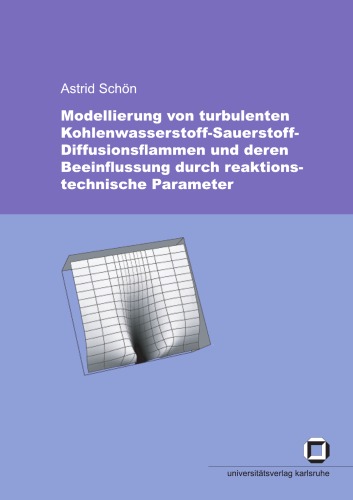 Astrid Schön
Modellierung von turbulenten
Kohlenwasserstoff-Sauerstoff-
Diffusionsflammen und deren
Beeinflussung durch reaktions-
technische Parameter
universitätsverlag karlsruhe